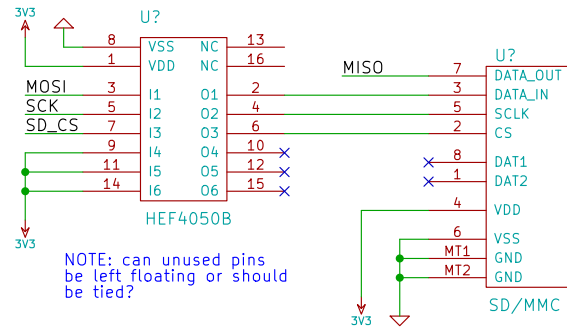 3V3
U?
8 VSS NC 13
1 VDD NC 16
MOSI 3 I1 O1 2
SCK 5 I2 O2 4
SD_CS 7 I3 O3 6
9 I4 O4 10
11 I5 O5 12
14 I6 O6 15
HEF4050B
3V3
NOTE: can unused pins
be left floating or should
be tied?
U?
MISO 7 DATA_OUT
3 DATA_IN
5 SCLK
2 CS
8 DAT1
1 DAT2
4 VDD
6 VSS
MT1 GND
MT2 GND
SD/MMC
3V3